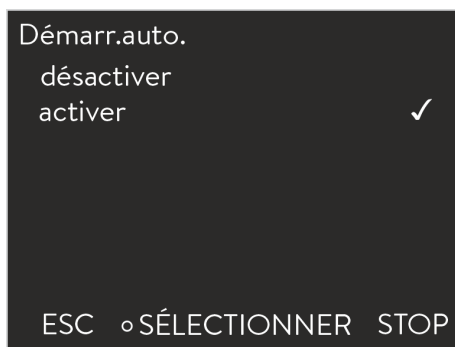 Démarr.auto.
désactiver
activer ✓
ESC ○ SÉLECTIONNER STOP